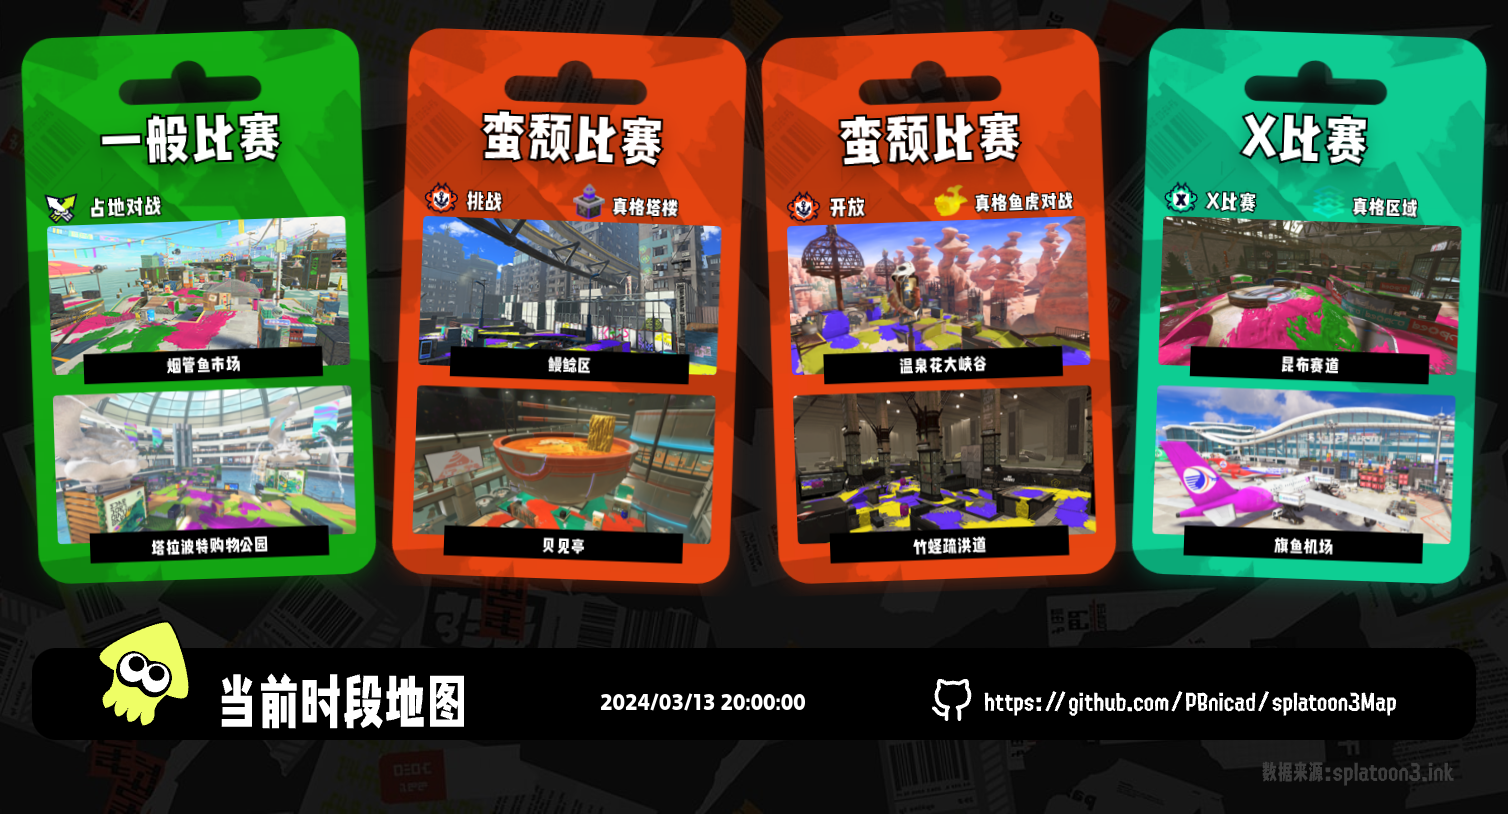 一般比赛
占地对战
烟管鱼市场
塔拉波特购物公园
蛮颓比赛
挑战
真格塔楼
鳗鲶区
贝见亭
蛮颓比赛
开放
真格鱼虎对战
温泉花大峡谷
竹蛏疏洪道
X比赛
X比赛
真格区域
昆布赛道
旗鱼机场
当前时段地图
2024/03/13 20:00:00
https://github.com/PBnicad/splatoon3Map
数据来源:splatoon3.ink